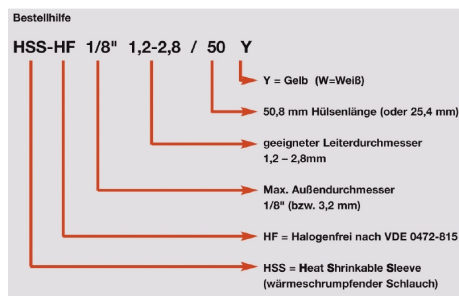 Bestellhilfe
HSS-HF 1/8" 1,2-2,8 / 50 Y
Y = Gelb (W=Weiß)
50,8 mm Hülsenlänge (oder 25,4 mm)
geeigneter Leiterdurchmesser
1,2 – 2,8mm
Max. Außendurchmesser
1/8" (bzw. 3,2 mm)
HF = Halogenfrei nach VDE 0472-815
HSS = Heat Shrinkable Sleeve
(wärmeschrumpfender Schlauch)